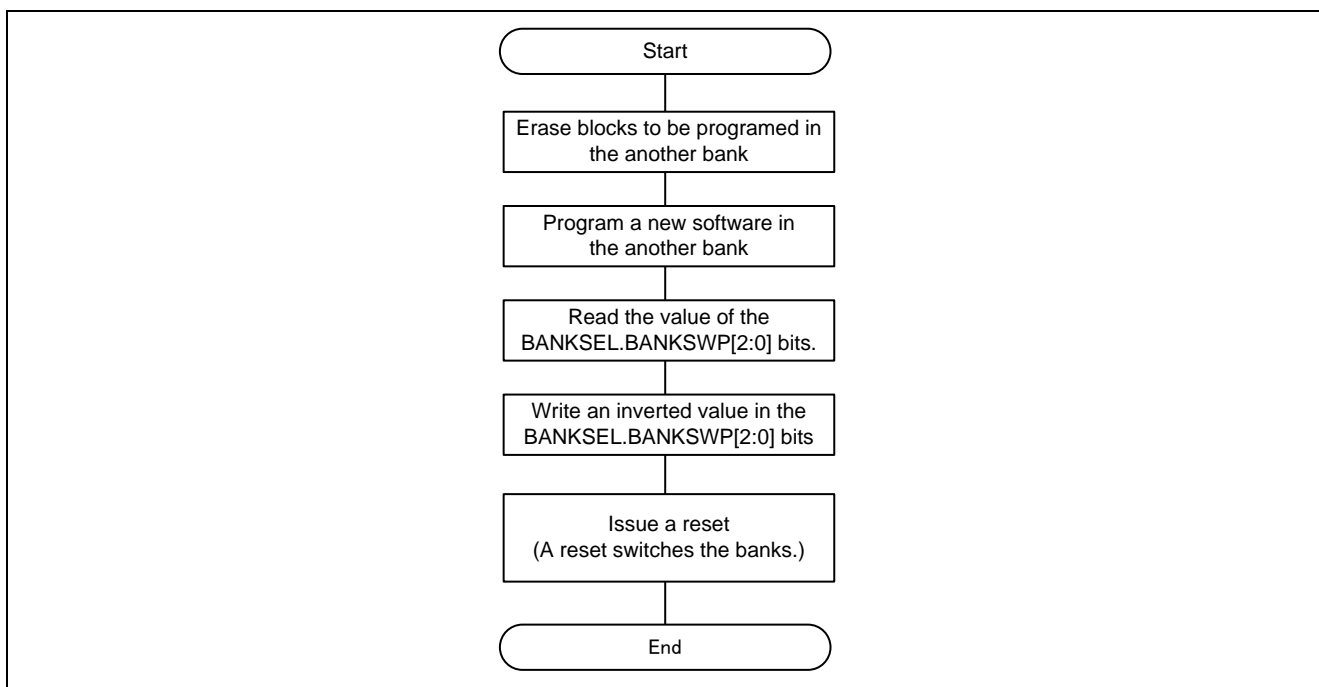 Start
Erase blocks to be programed in
the another bank
Program a new software in
the another bank
Read the value of the
BANKSEL.BANKSWP[2:0] bits.
Write an inverted value in the
BANKSEL.BANKSWP[2:0] bits
Issue a reset
(A reset switches the banks.)
End